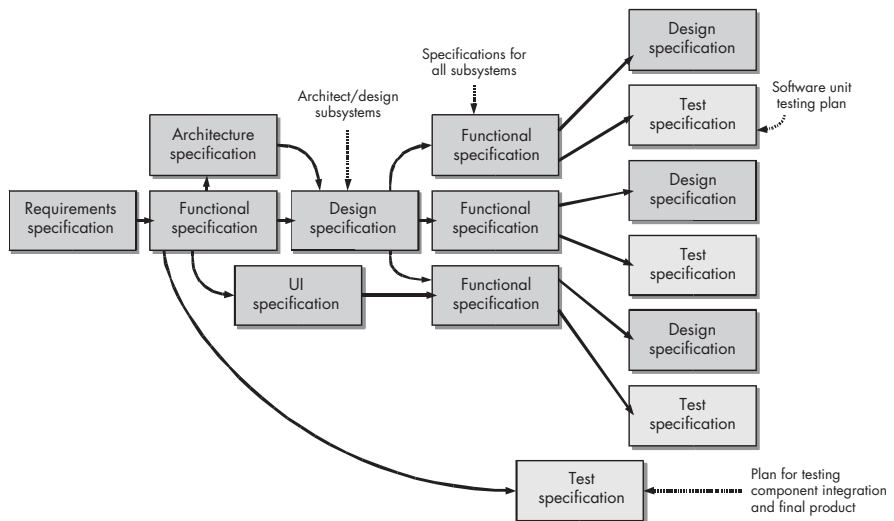 Design
specification
Specifications for
all subsystems
Software unit
testing plan
Architect/design
subsystems
Test
specification
Architecture
specification
Functional
specification
Design
specification
Requirements
specification
Functional
specification
Design
specification
Functional
specification
Test
specification
UI
specification
Functional
specification
Design
specification
Test
specification
Test
specification
Plan for testing
component integration
and final product